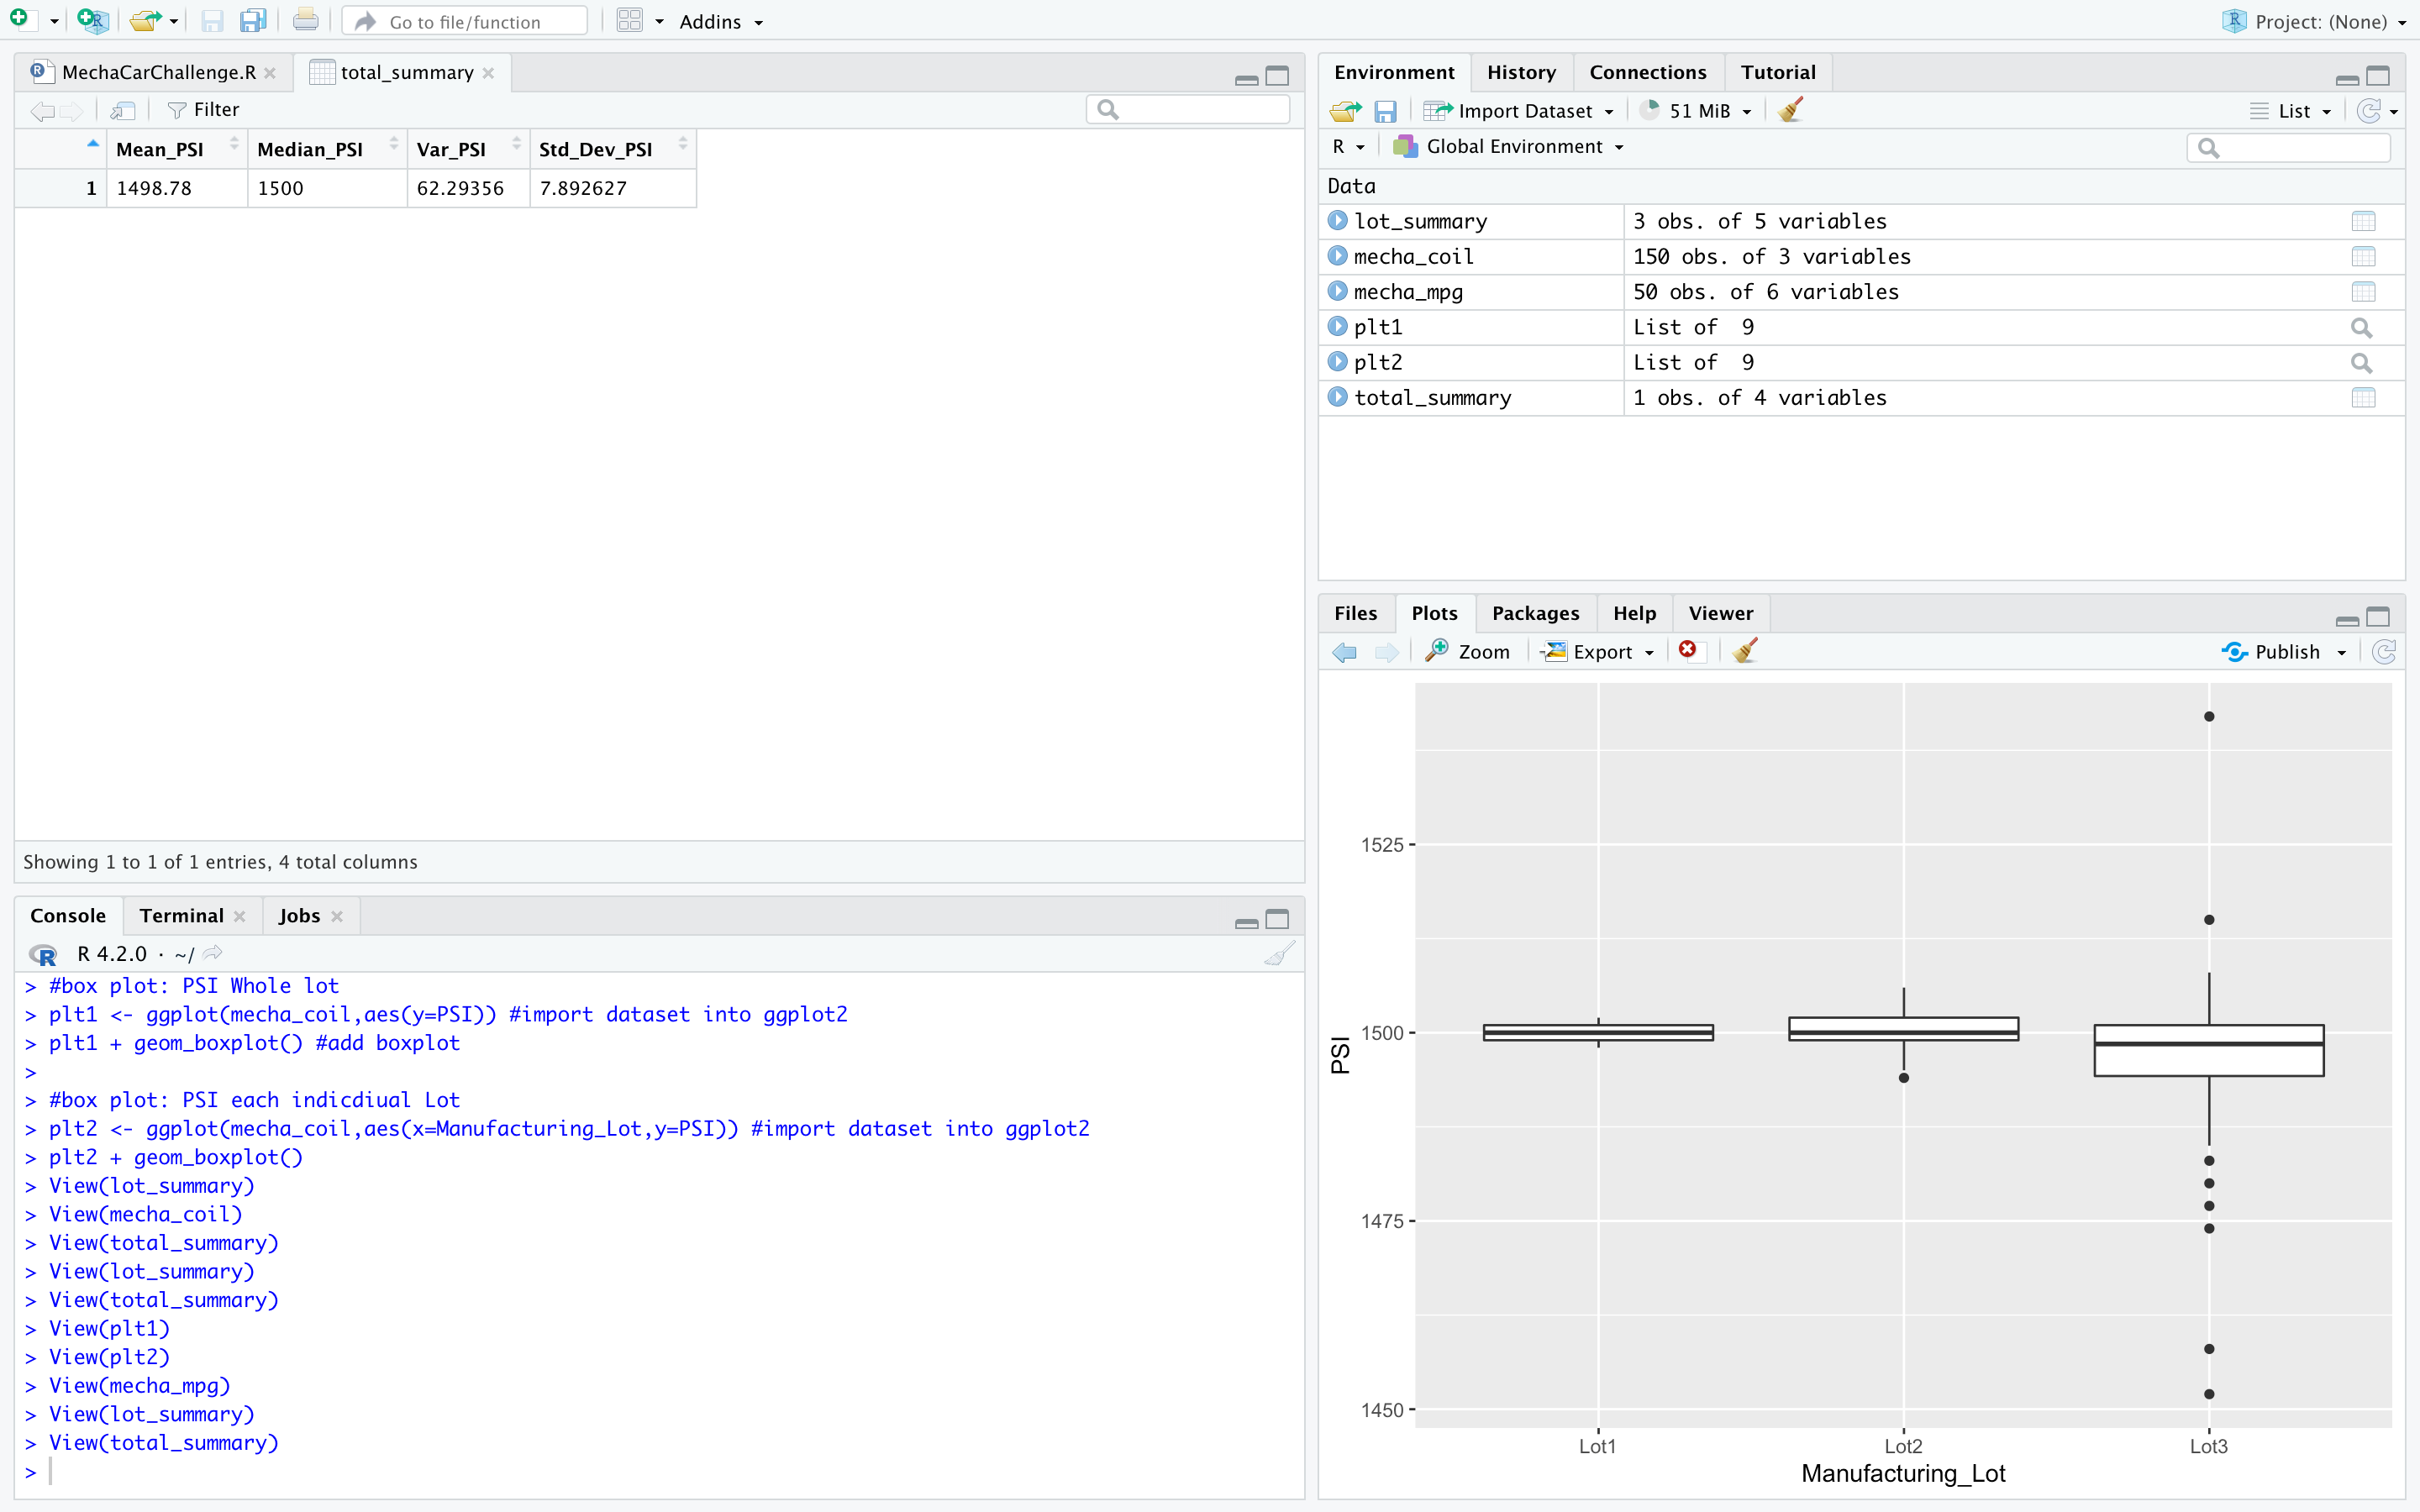 Go to file/function
Addins
Project: (None)
MechaCarChallenge.R
total_summary
Filter
Mean_PSI Median_PSI Var_PSI Std_Dev_PSI
1 1498.78 1500 62.29356 7.892627
Showing 1 to 1 of 1 entries, 4 total columns
Console Terminal Jobs
R 4.2.0 · ~/
> #box plot: PSI Whole lot
> plt1 <- ggplot(mecha_coil,aes(y=PSI)) #import dataset into ggplot2
> plt1 + geom_boxplot() #add boxplot
>
> #box plot: PSI each indicdiual Lot
> plt2 <- ggplot(mecha_coil,aes(x=Manufacturing_Lot,y=PSI)) #import dataset into ggplot2
> plt2 + geom_boxplot()
> View(lot_summary)
> View(mecha_coil)
> View(total_summary)
> View(lot_summary)
> View(total_summary)
> View(plt1)
> View(plt2)
> View(mecha_mpg)
> View(lot_summary)
> View(total_summary)
>
Environment History Connections Tutorial
Import Dataset 51 MiB List
R Global Environment
Data
lot_summary 3 obs. of 5 variables
mecha_coil 150 obs. of 3 variables
mecha_mpg 50 obs. of 6 variables
plt1 List of 9
plt2 List of 9
total_summary 1 obs. of 4 variables
Files Plots Packages Help Viewer
Zoom Export Publish
1525
1500
1475
1450
PSI
Lot1 Lot2 Lot3
Manufacturing_Lot